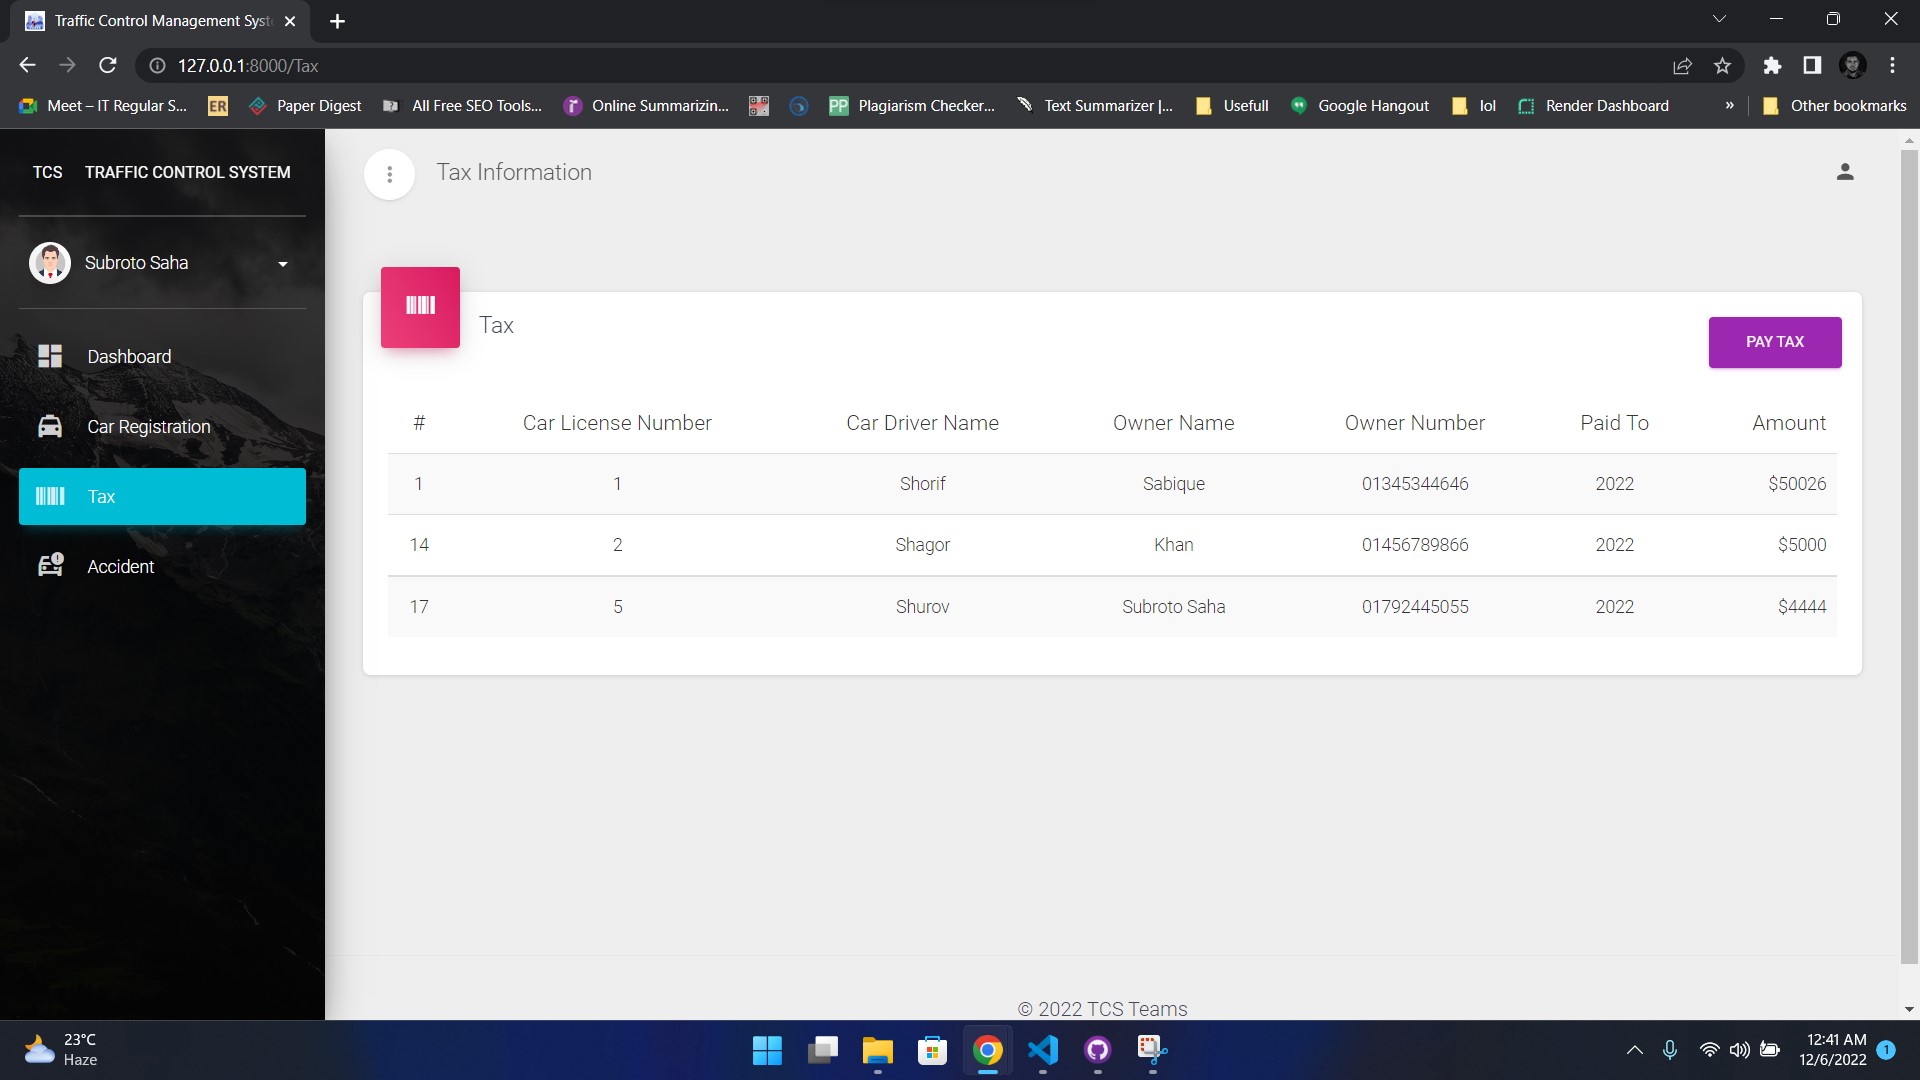 Traffic Control Management Syst
127.0.0.1:8000/Tax
Meet – IT Regular S...
ER
Paper Digest
All Free SEO Tools...
Online Summarizin...
PP
Plagiarism Checker...
Text Summarizer |...
Usefull
Google Hangout
lol
Render Dashboard
»
Other bookmarks
TCS TRAFFIC CONTROL SYSTEM
Subroto Saha
Dashboard
Car Registration
Tax
Accident
Tax Information
Tax
PAY TAX
# Car License Number Car Driver Name Owner Name Owner Number Paid To Amount
1 1 Shorif Sabique 01345344646 2022 $50026
14 2 Shagor Khan 01456789866 2022 $5000
17 5 Shurov Subroto Saha 01792445055 2022 $4444
© 2022 TCS Teams
23°C
Haze
12:41 AM
12/6/2022
1